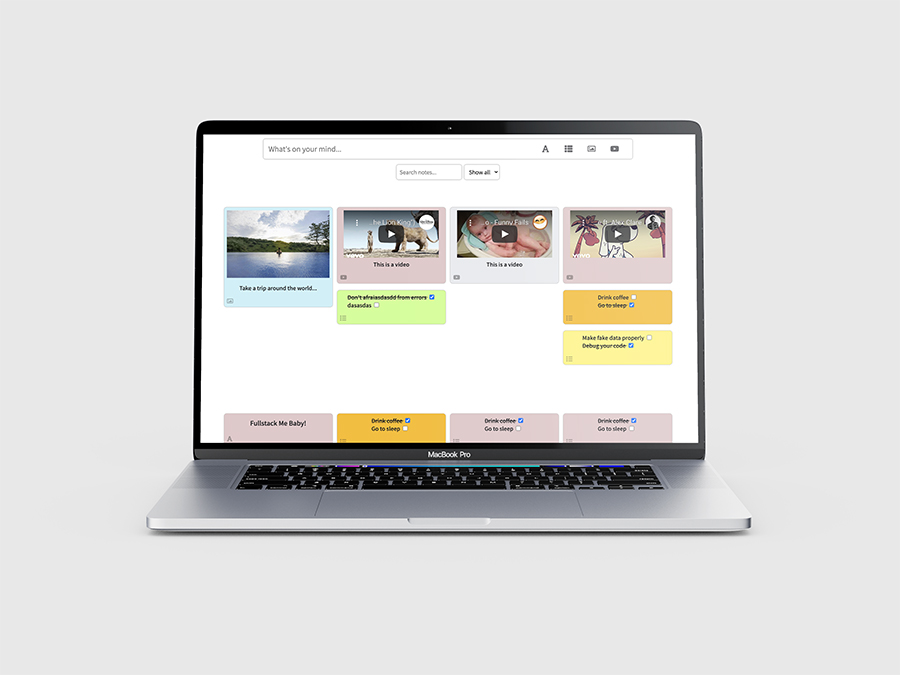 What's on your mind...
A
Search notes...
Show all
he Lion King"
o - Funny Fails
ft. Alex Clare
vevo
vevo
This is a video
This is a video
Take a trip around the world...
Don't afraiasdasdd from errors
dasasdas
Drink coffee
Go to sleep
Make fake data properly
Debug your code
Fullstack Me Baby!
A
Drink coffee
Go to sleep
Drink coffee
Go to sleep
Drink coffee
Go to sleep
MacBook Pro